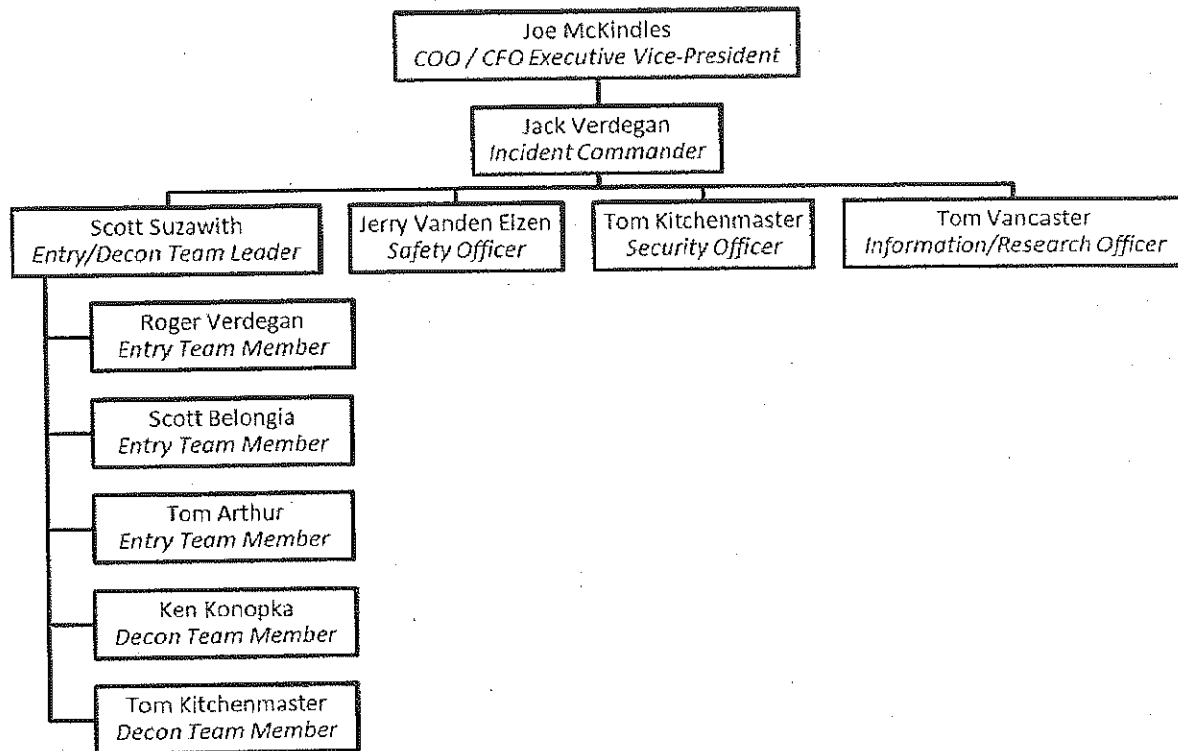 Joe McKindles
COO / CFO Executive Vice-President
Jack Verdegan
Incident Commander
Scott Suzawith
Entry/Decon Team Leader
Jerry Vanden Elzen
Safety Officer
Tom Kitchenmaster
Security Officer
Tom Vancaster
Information/Research Officer
Roger Verdegan
Entry Team Member
Scott Belongia
Entry Team Member
Tom Arthur
Entry Team Member
Ken Konopka
Decon Team Member
Tom Kitchenmaster
Decon Team Member